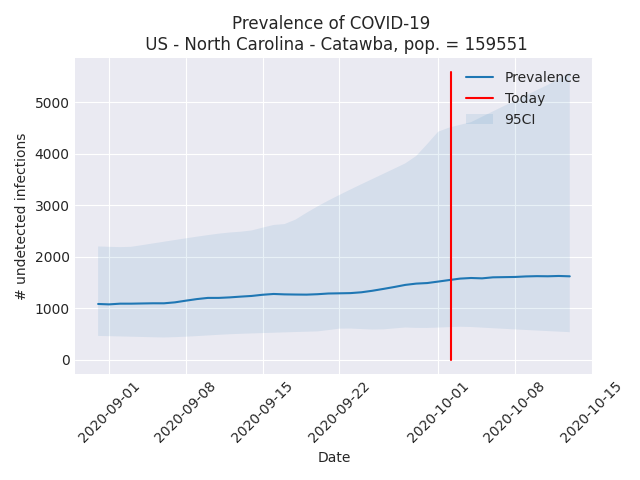 Prevalence of COVID-19
US - North Carolina - Catawba, pop. = 159551
Prevalence
Today
95CI
5000
4000
3000
2000
1000
0
# undetected infections
2020-09-01
2020-09-08
2020-09-15
2020-09-22
2020-10-01
2020-10-08
2020-10-15
Date